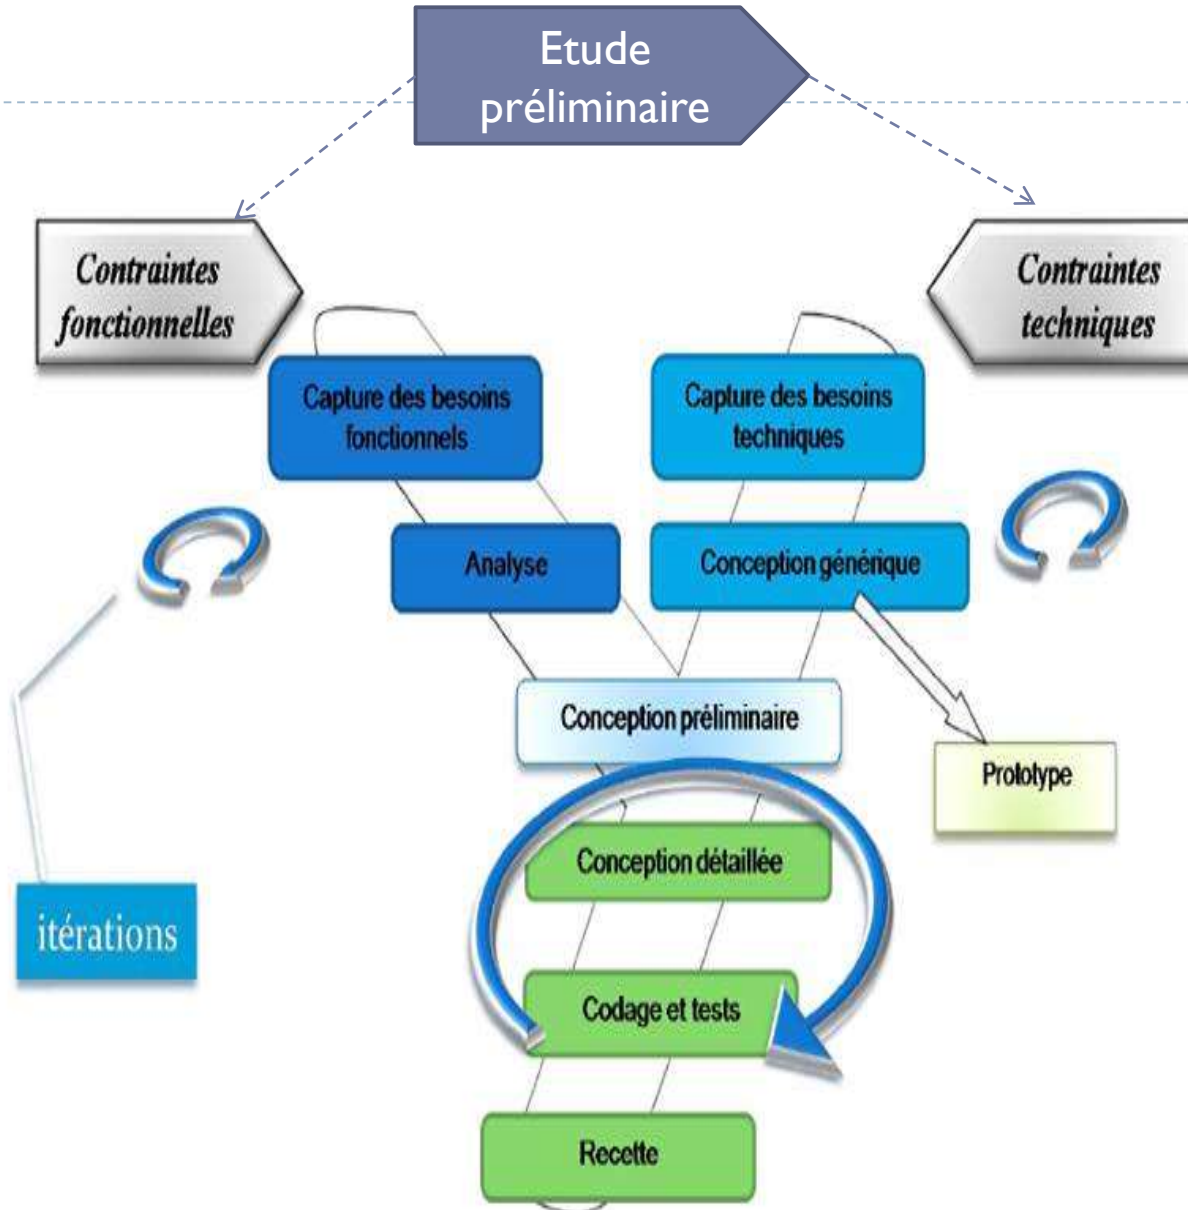 Etude
préliminaire
Contraintes
fonctionnelles
Contraintes
techniques
Capture des besoins
fonctionnels
Capture des besoins
techniques
Analyse
Conception générique
Conception préliminaire
Prototype
Conception détaillée
itérations
Codage et tests
Recette